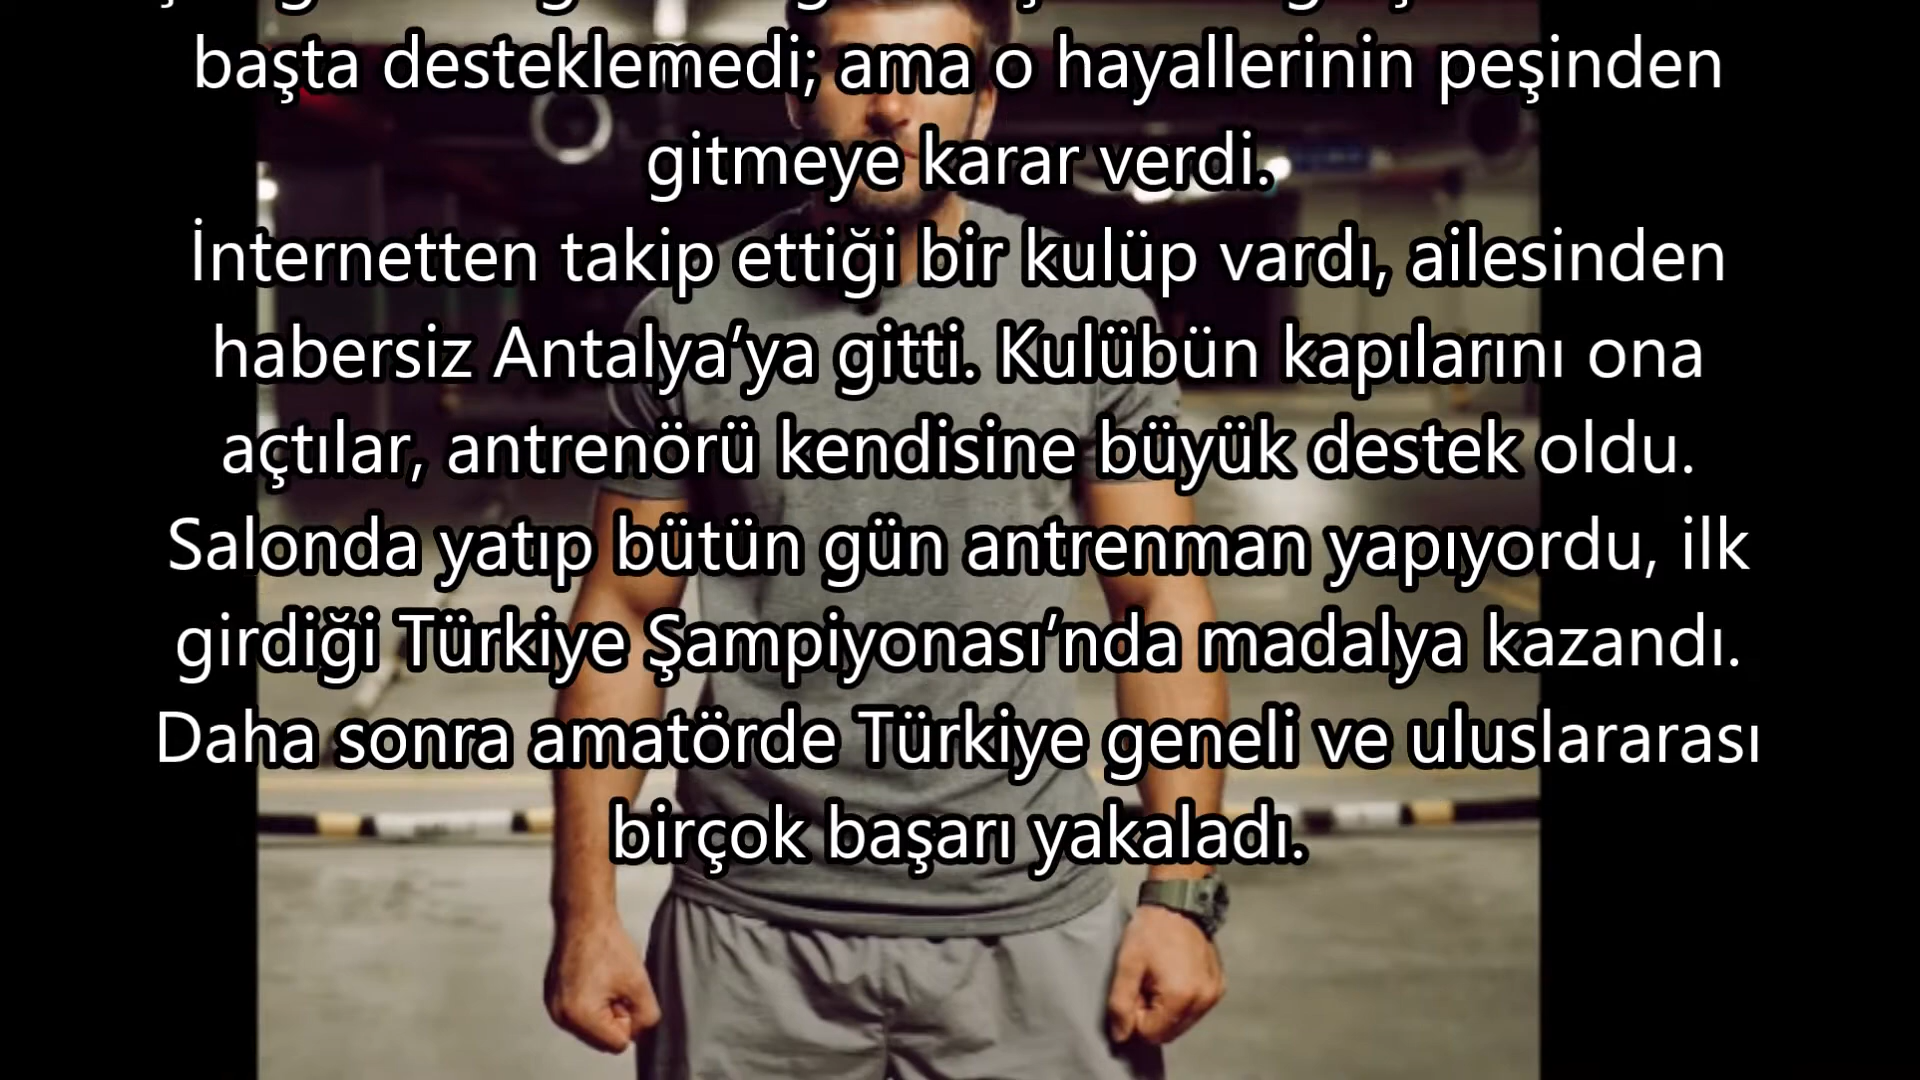 başta desteklemedi; ama o hayallerinin peşinden
gitmeye karar verdi.
İnternetten takip ettiği bir kulüp vardı, ailesinden
habersiz Antalya’ya gitti. Kulübün kapılarını ona
açtılar, antrenörü kendisine büyük destek oldu.
Salonda yatıp bütün gün antrenman yapıyordu, ilk
girdiği Türkiye Şampiyonası’nda madalya kazandı.
Daha sonra amatörde Türkiye geneli ve uluslararası
birçok başarı yakaladı.